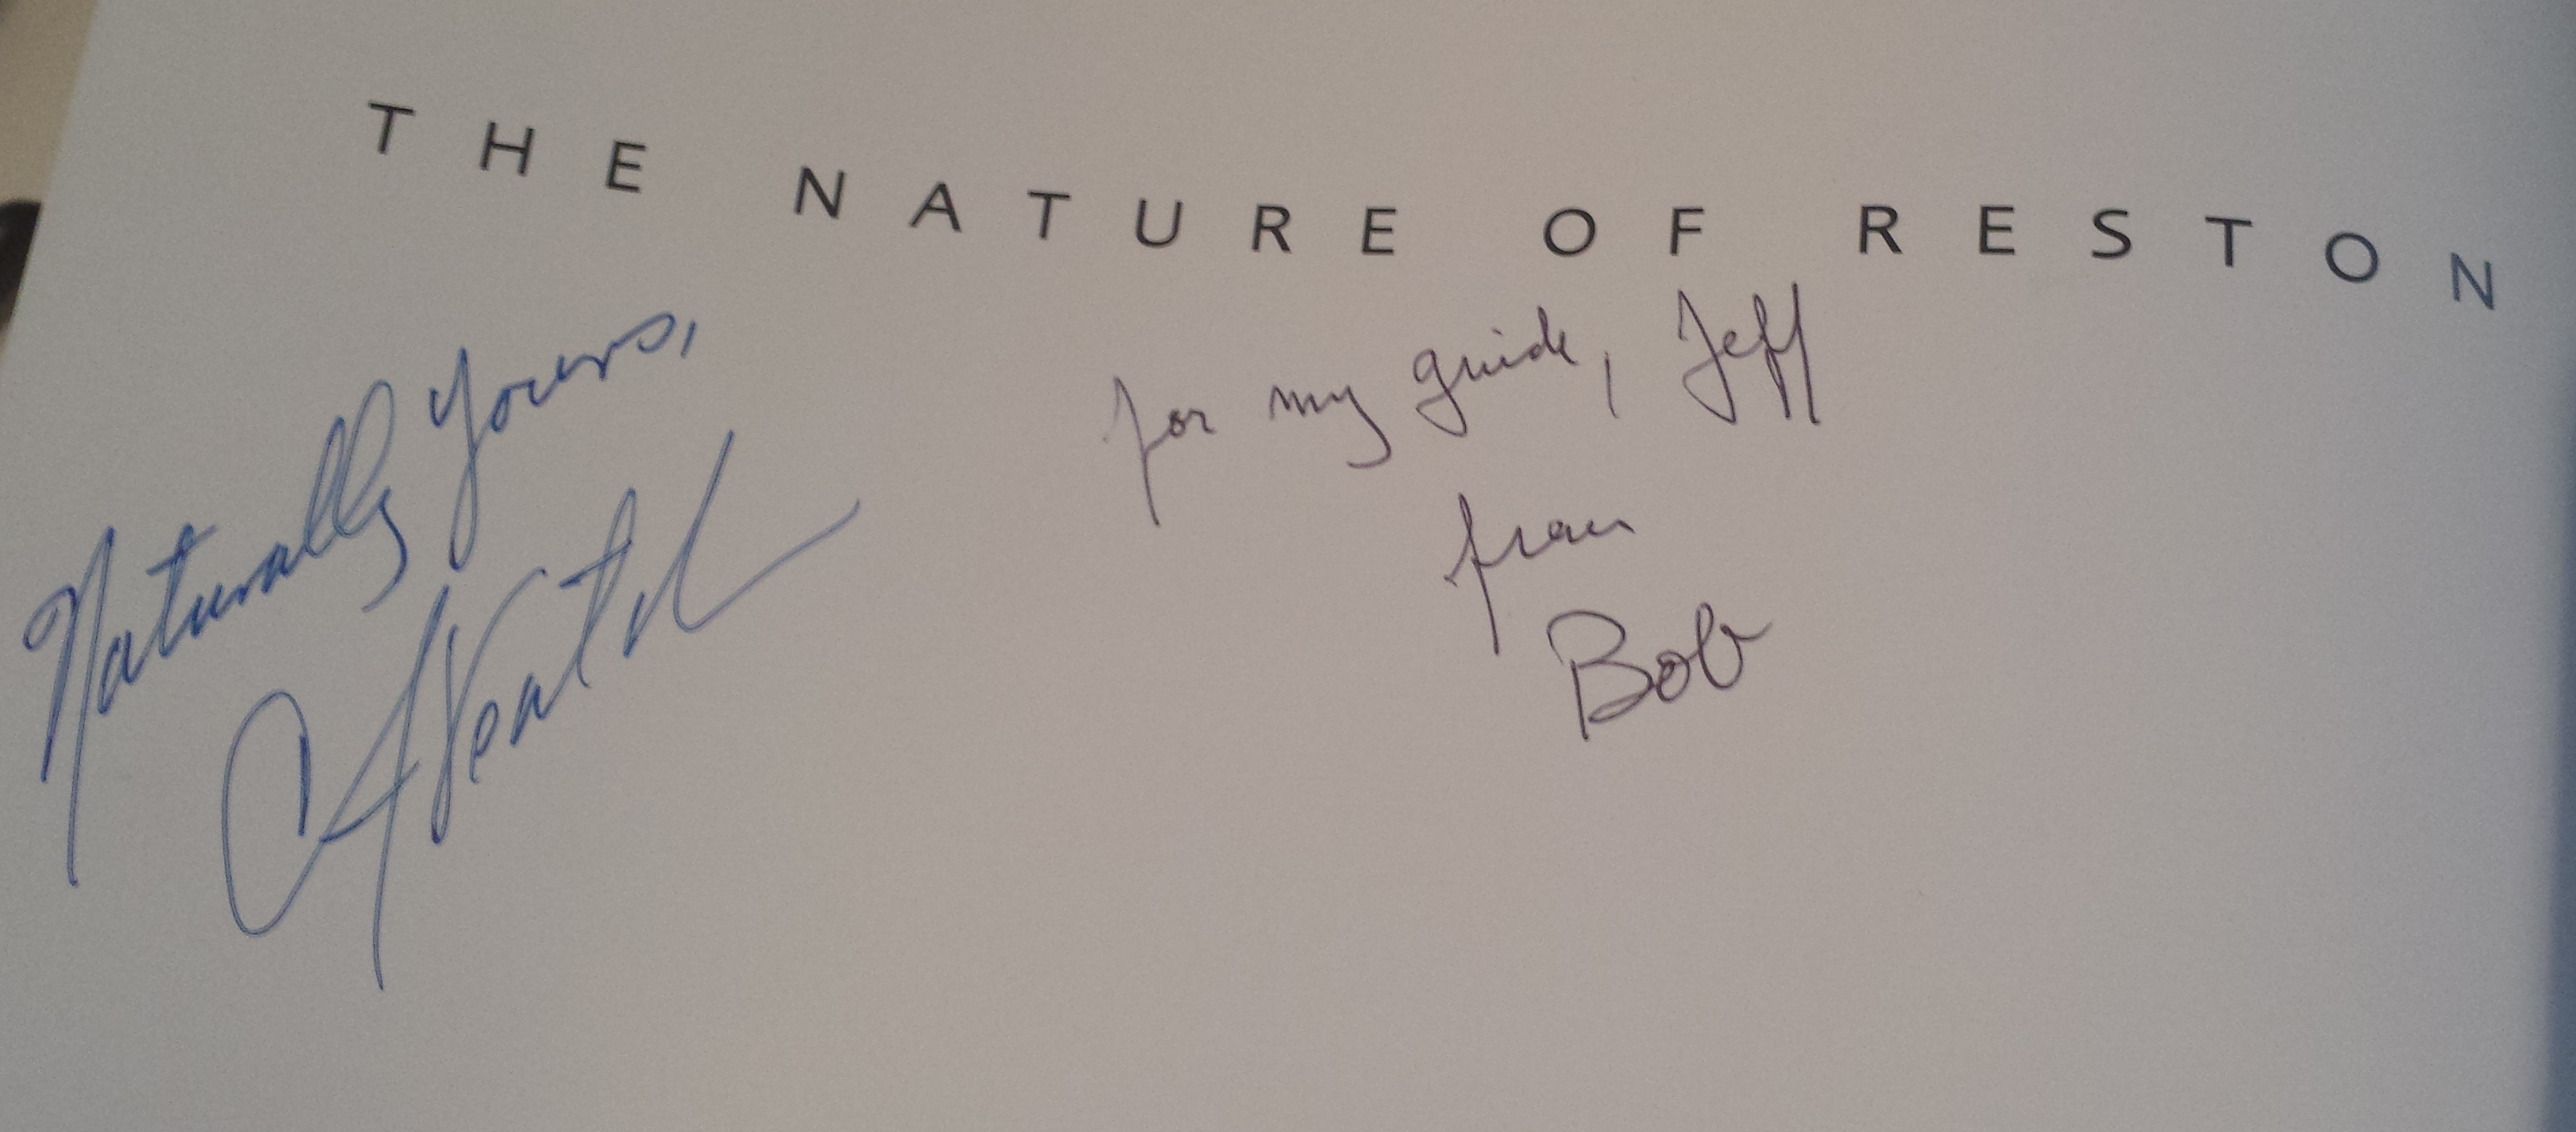 THE NATURE OF RESTON
Naturally Yours,
for my guide, Jeff
from
Bob